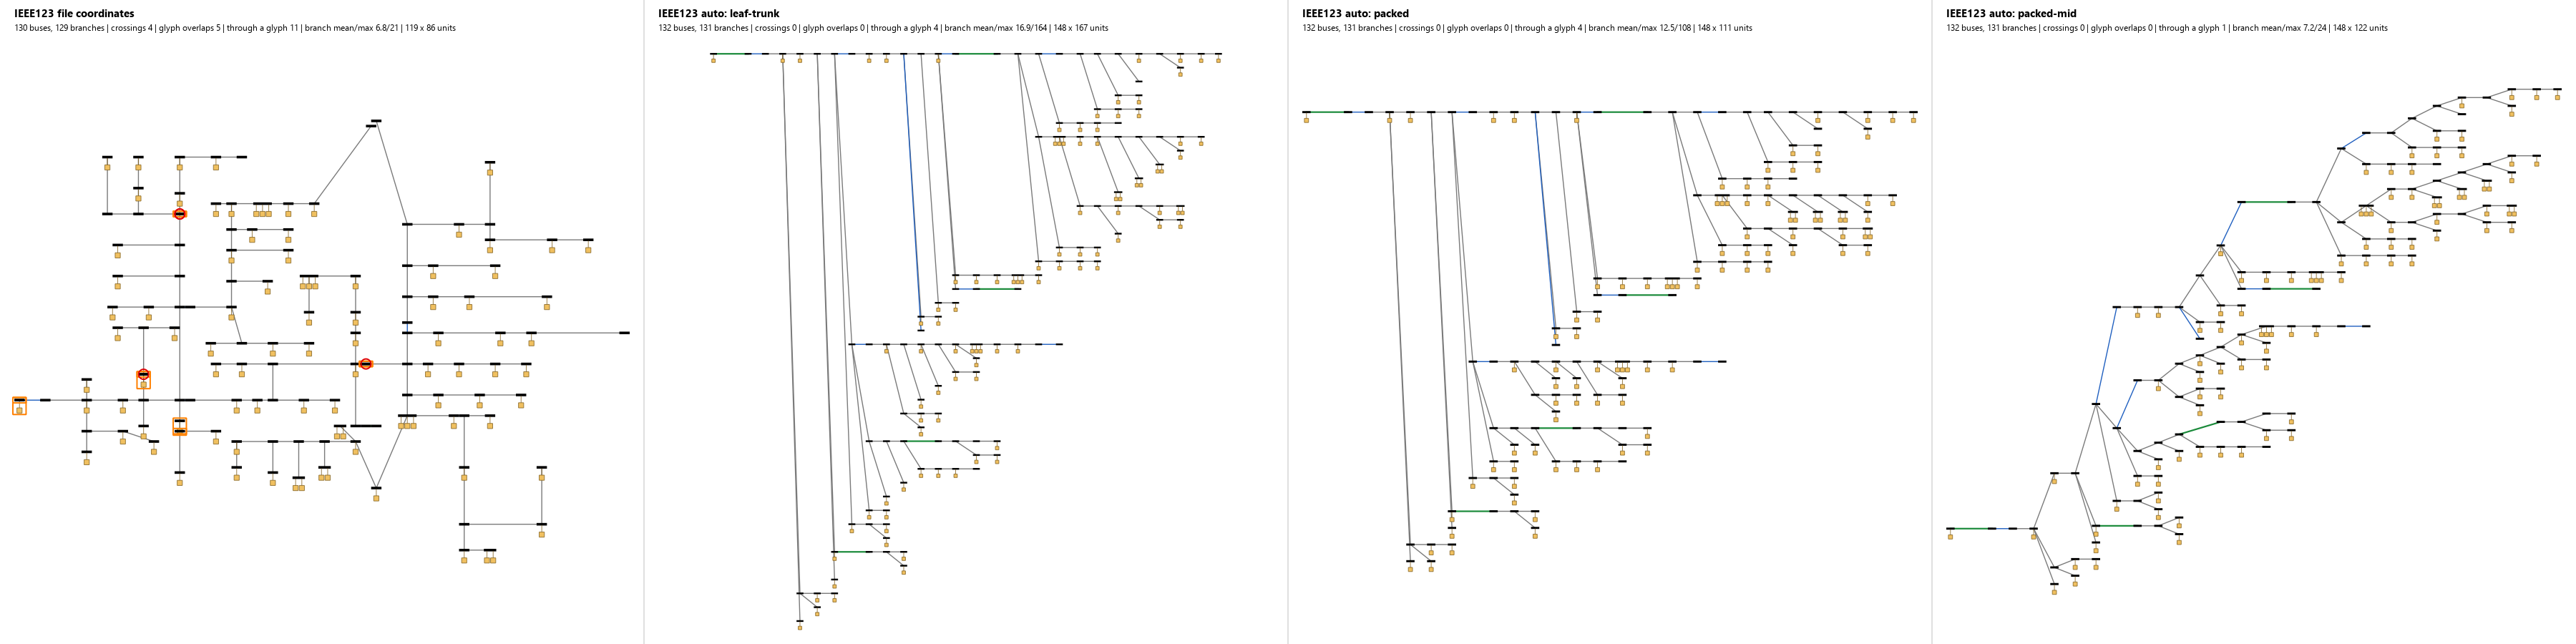 IEEE123 file coordinates
130 buses, 129 branches | crossings 4 | glyph overlaps 5 | through a glyph 11 | branch mean/max 6.8/21 | 119 x 86 units
IEEE123 auto: leaf-trunk
132 buses, 131 branches | crossings 0 | glyph overlaps 0 | through a glyph 4 | branch mean/max 16.9/164 | 148 x 167 units
IEEE123 auto: packed
132 buses, 131 branches | crossings 0 | glyph overlaps 0 | through a glyph 4 | branch mean/max 12.5/108 | 148 x 111 units
IEEE123 auto: packed-mid
132 buses, 131 branches | crossings 0 | glyph overlaps 0 | through a glyph 1 | branch mean/max 7.2/24 | 148 x 122 units